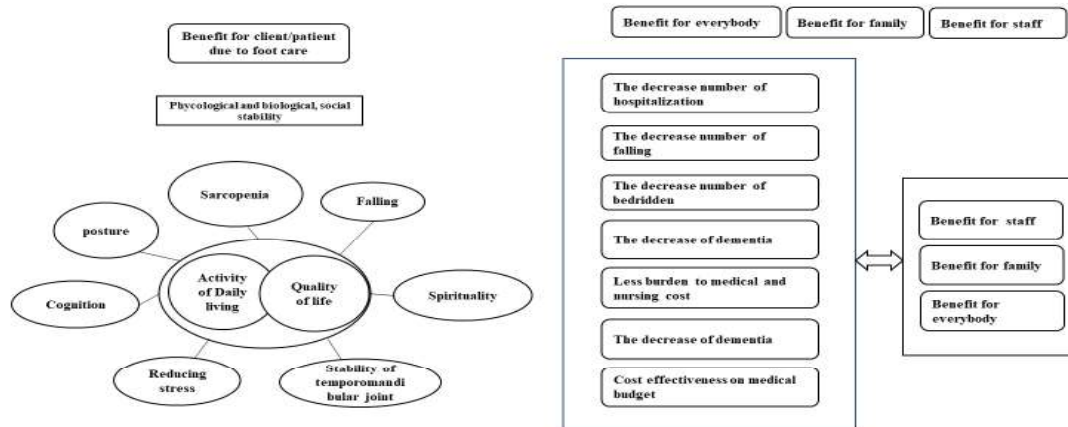 Benefit for client/patient
due to foot care
Phycological and biological, social
stability
Sarcopenia
Falling
posture
Activity
of Daily
living
Quality
of life
Cognition
Spirituality
Reducing
stress
Stability of
temporomandi
bular joint
Benefit for everybody
Benefit for family
Benefit for staff
The decrease number of
hospitalization
The decrease number of
falling
The decrease number of
bedridden
The decrease of dementia
Less burden to medical and
nursing cost
The decrease of dementia
Cost effectiveness on medical
budget
Benefit for staff
Benefit for family
Benefit for
everybody